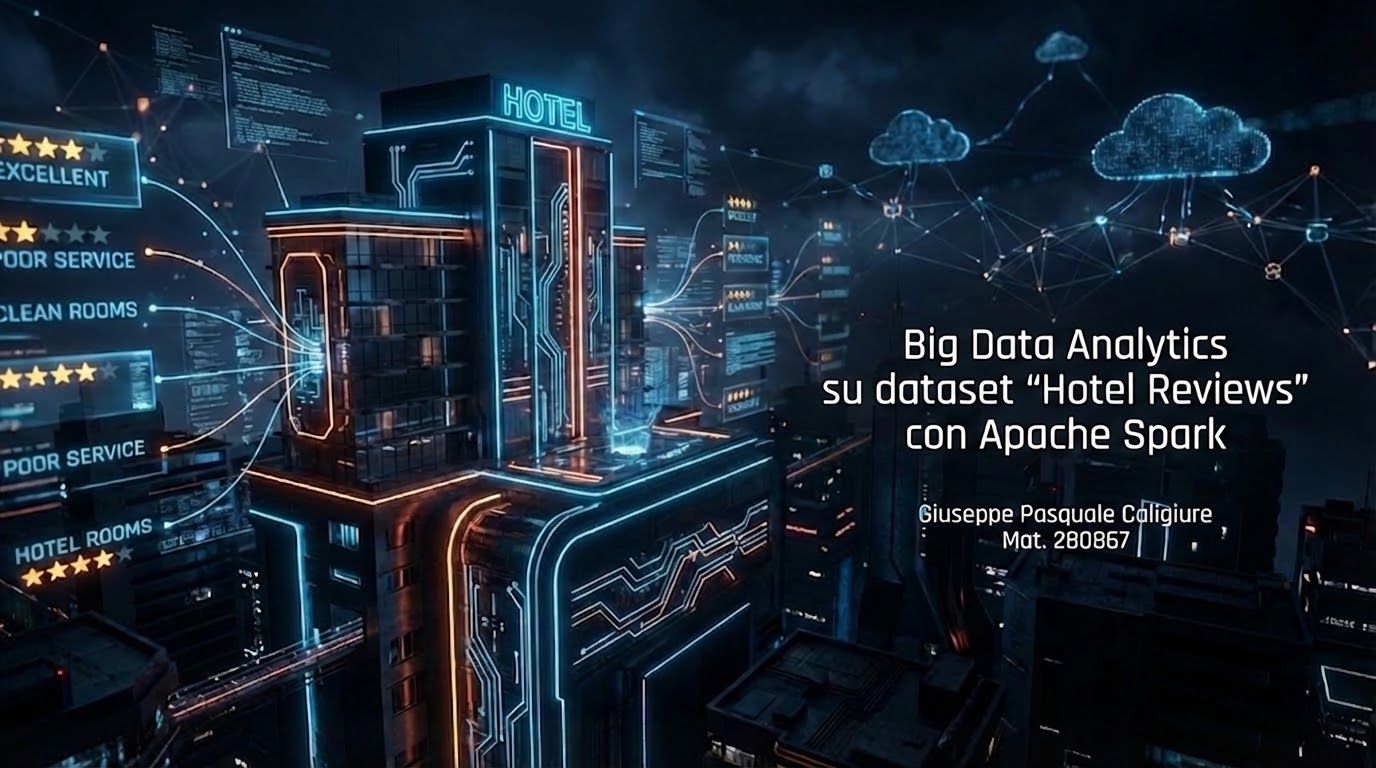 HOTEL
EXCELLENT
POOR SERVICE
CLEAN ROOMS
POOR SERVICE
HOTEL ROOMS
Big Data Analytics
su dataset “Hotel Reviews”
con Apache Spark
Giuseppe Pasquale Caligiure
Mat. 280867